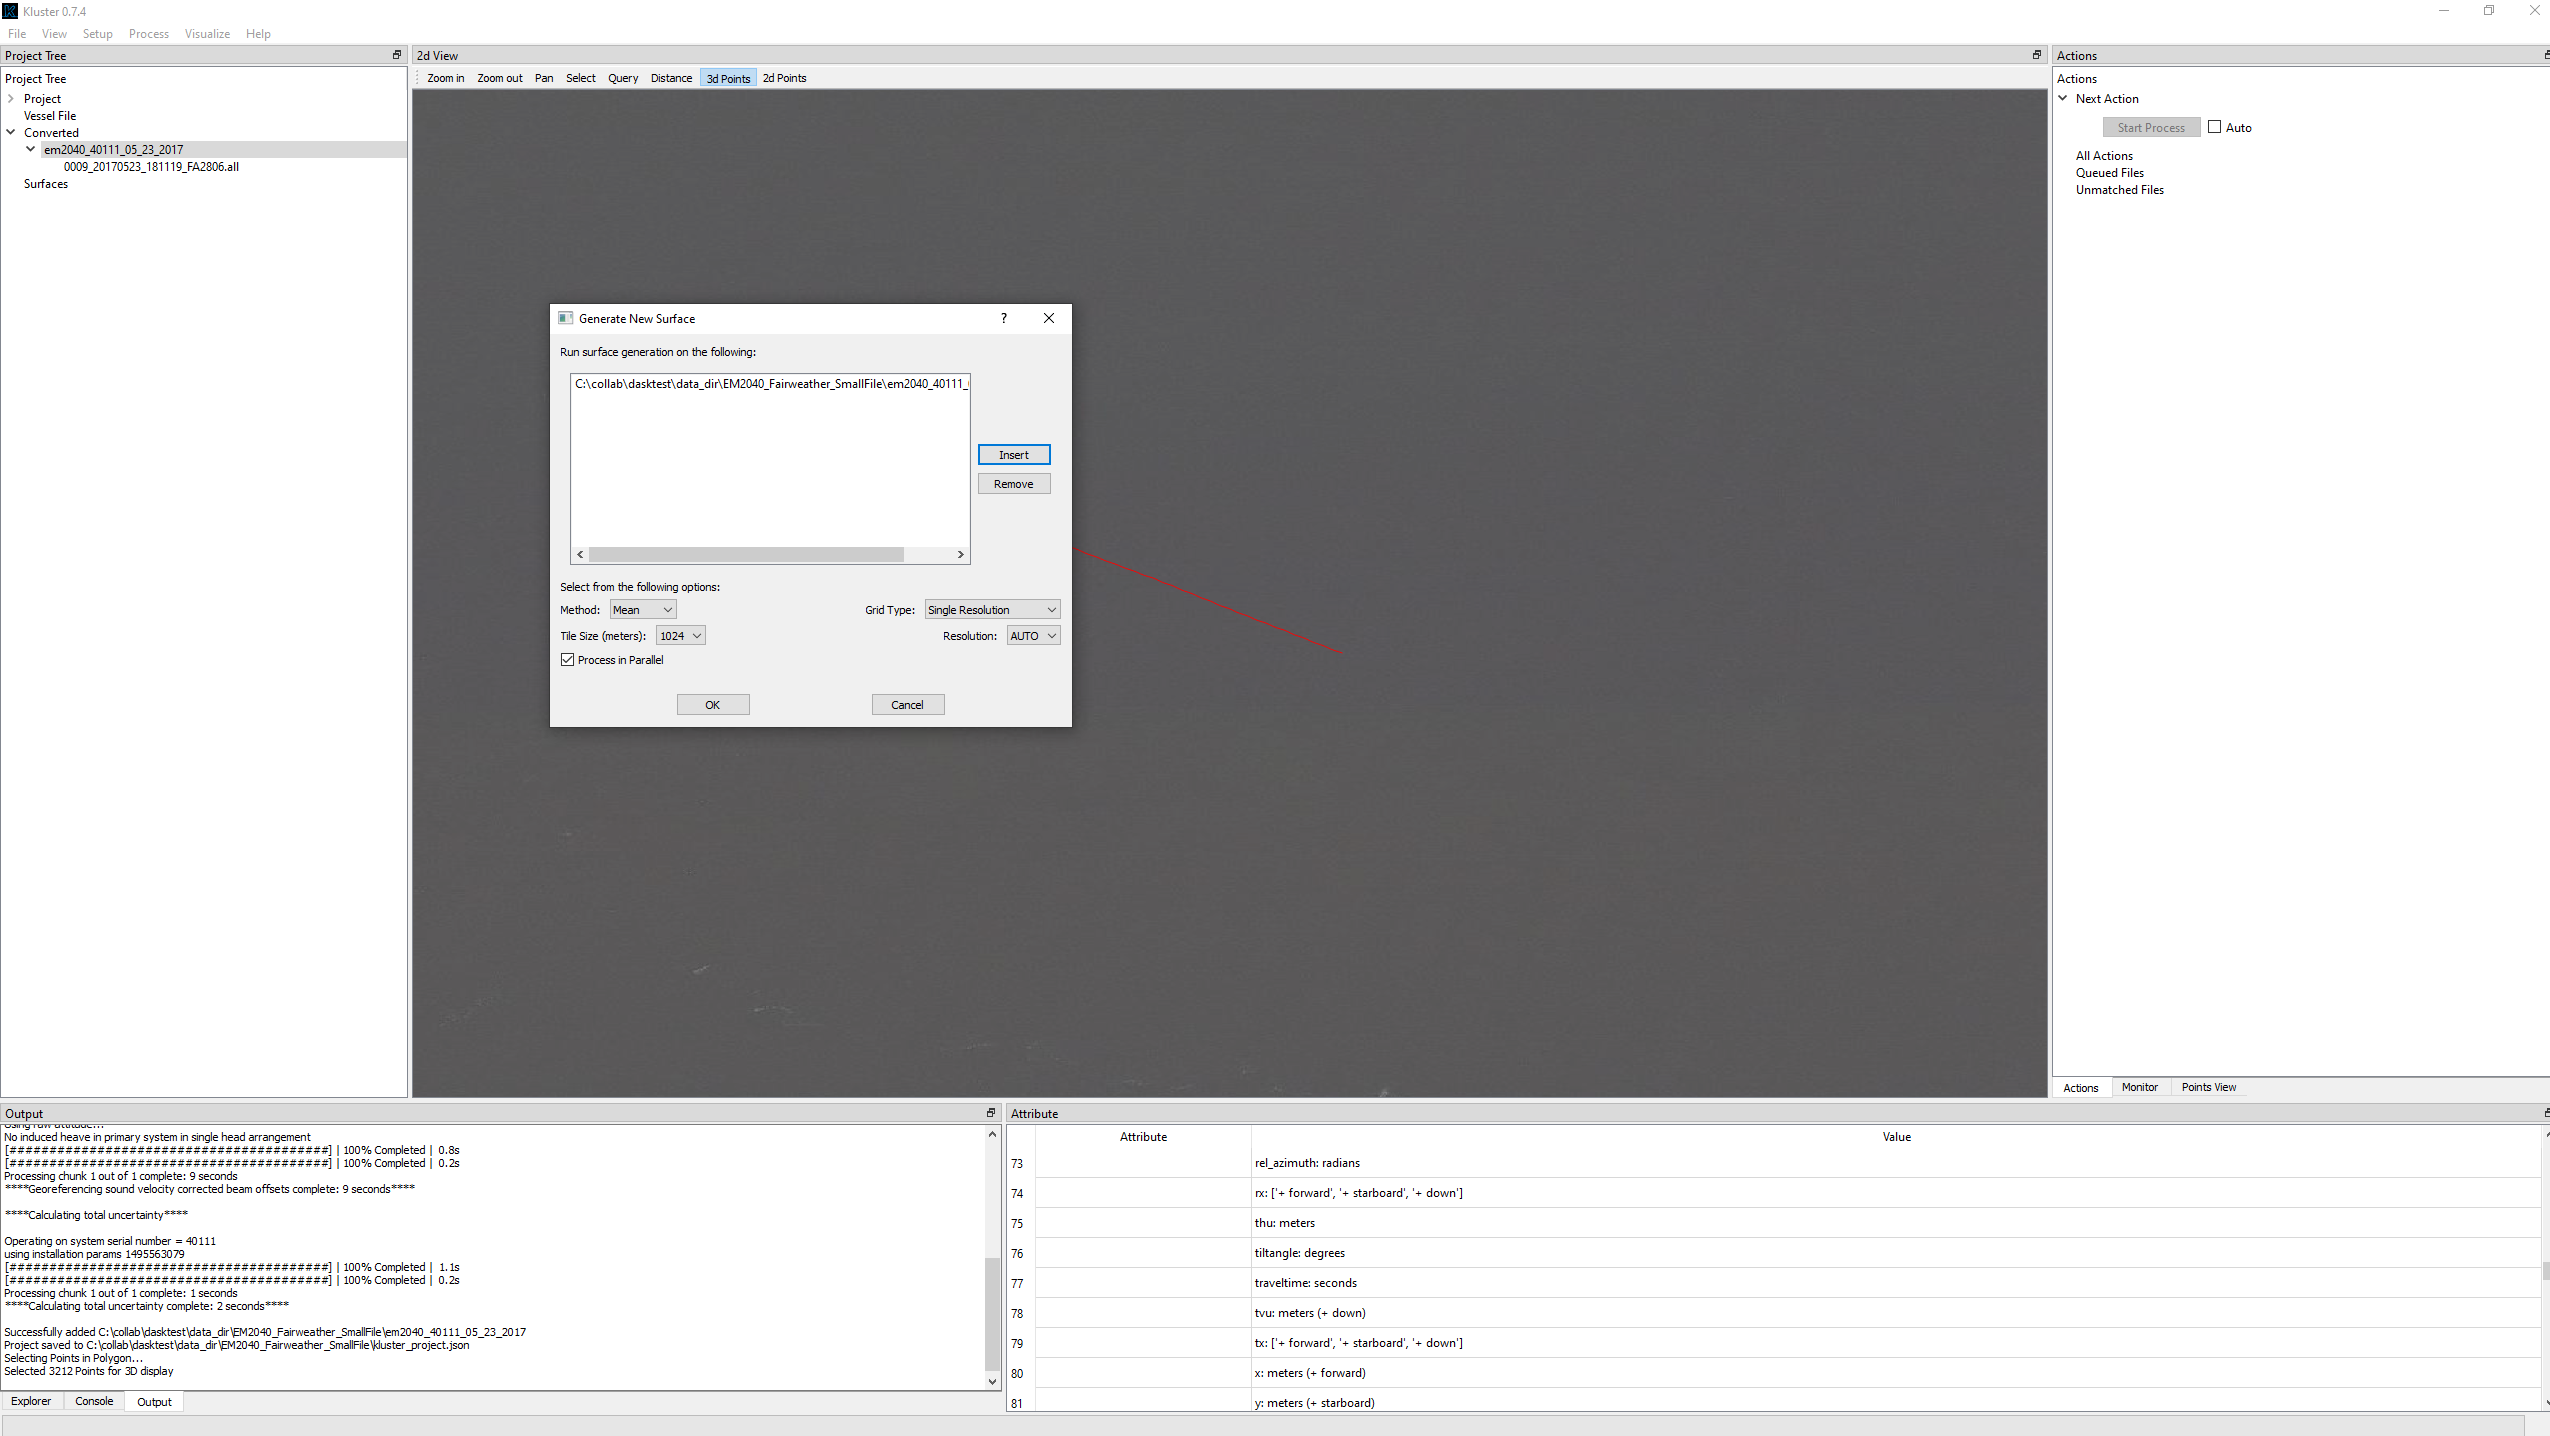 Kluster 0.7.4
File View Setup Process Visualize Help
Project Tree
Project Tree
Project
Vessel File
Converted
em2040_40111_05_23_2017
0009_20170523_181119_FA2806.all
Surfaces
2d View
Zoom in Zoom out Pan Select Query Distance 3d Points 2d Points
Generate New Surface ?
Run surface generation on the following:
C:\collab\dasktest\data_dir\EM2040_Fairweather_SmallFile\em2040_40111_
Insert
Remove
Select from the following options:
Method: Mean Grid Type: Single Resolution
Tile Size (meters): 1024 Resolution: AUTO
Process in Parallel
OK Cancel
Actions
Actions
Next Action
Start Process Auto
All Actions
Queued Files
Unmatched Files
Actions Monitor Points View
Output
Using raw attitude...
No induced heave in primary system in single head arrangement
[########################################] | 100% Completed | 0.8s
[########################################] | 100% Completed | 0.2s
Processing chunk 1 out of 1 complete: 9 seconds
****Georeferencing sound velocity corrected beam offsets complete: 9 seconds****
****Calculating total uncertainty****
Operating on system serial number = 40111
using installation params 1495563079
[########################################] | 100% Completed | 1.1s
[########################################] | 100% Completed | 0.2s
Processing chunk 1 out of 1 complete: 1 seconds
****Calculating total uncertainty complete: 2 seconds****
Successfully added C:\collab\dasktest\data_dir\EM2040_Fairweather_SmallFile\em2040_40111_05_23_2017
Project saved to C:\collab\dasktest\data_dir\EM2040_Fairweather_SmallFile\kluster_project.json
Selecting Points in Polygon...
Selected 3212 Points for 3D display
Explorer Console Output
Attribute
Attribute Value
73 rel_azimuth: radians
74 rx: ['+ forward', '+ starboard', '+ down']
75 thu: meters
76 tiltangle: degrees
77 traveltime: seconds
78 tvu: meters (+ down)
79 tx: ['+ forward', '+ starboard', '+ down']
80 x: meters (+ forward)
81 y: meters (+ starboard)